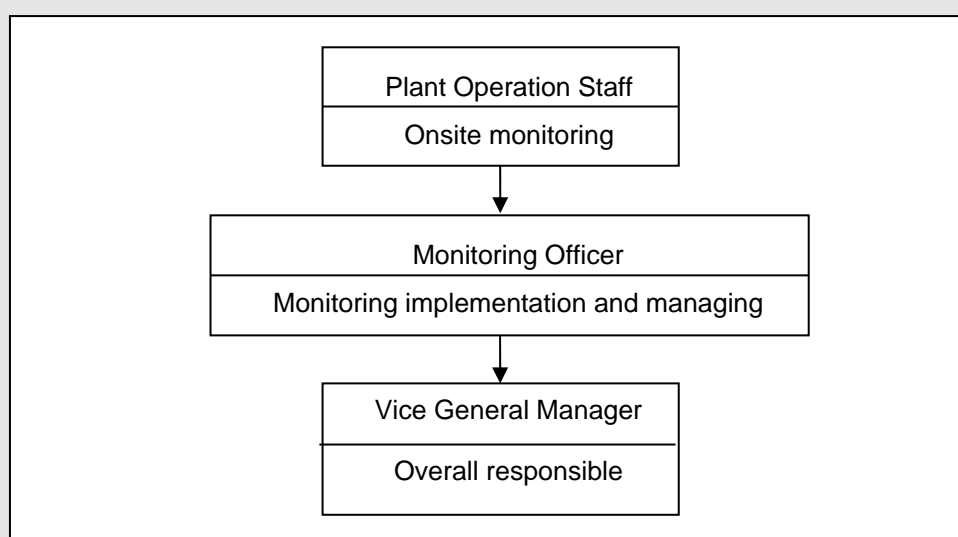 Plant Operation Staff
Onsite monitoring
Monitoring Officer
Monitoring implementation and managing
Vice General Manager
Overall responsible